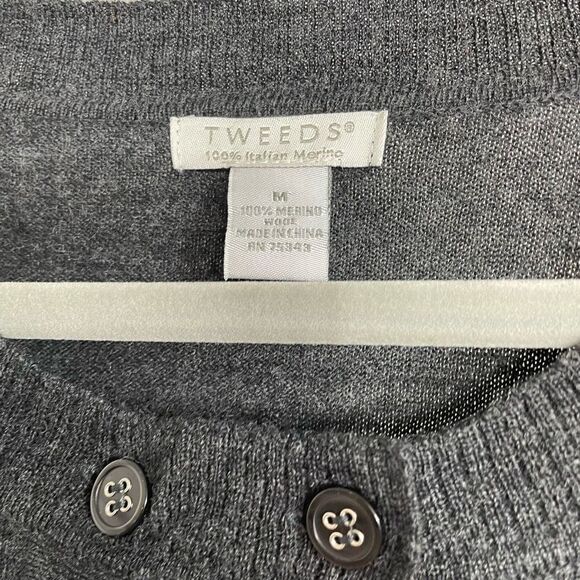 TWEEDS®
100% Italian Merino
M
100% MERINO
WOOL
MADE IN CHINA
RN 75343